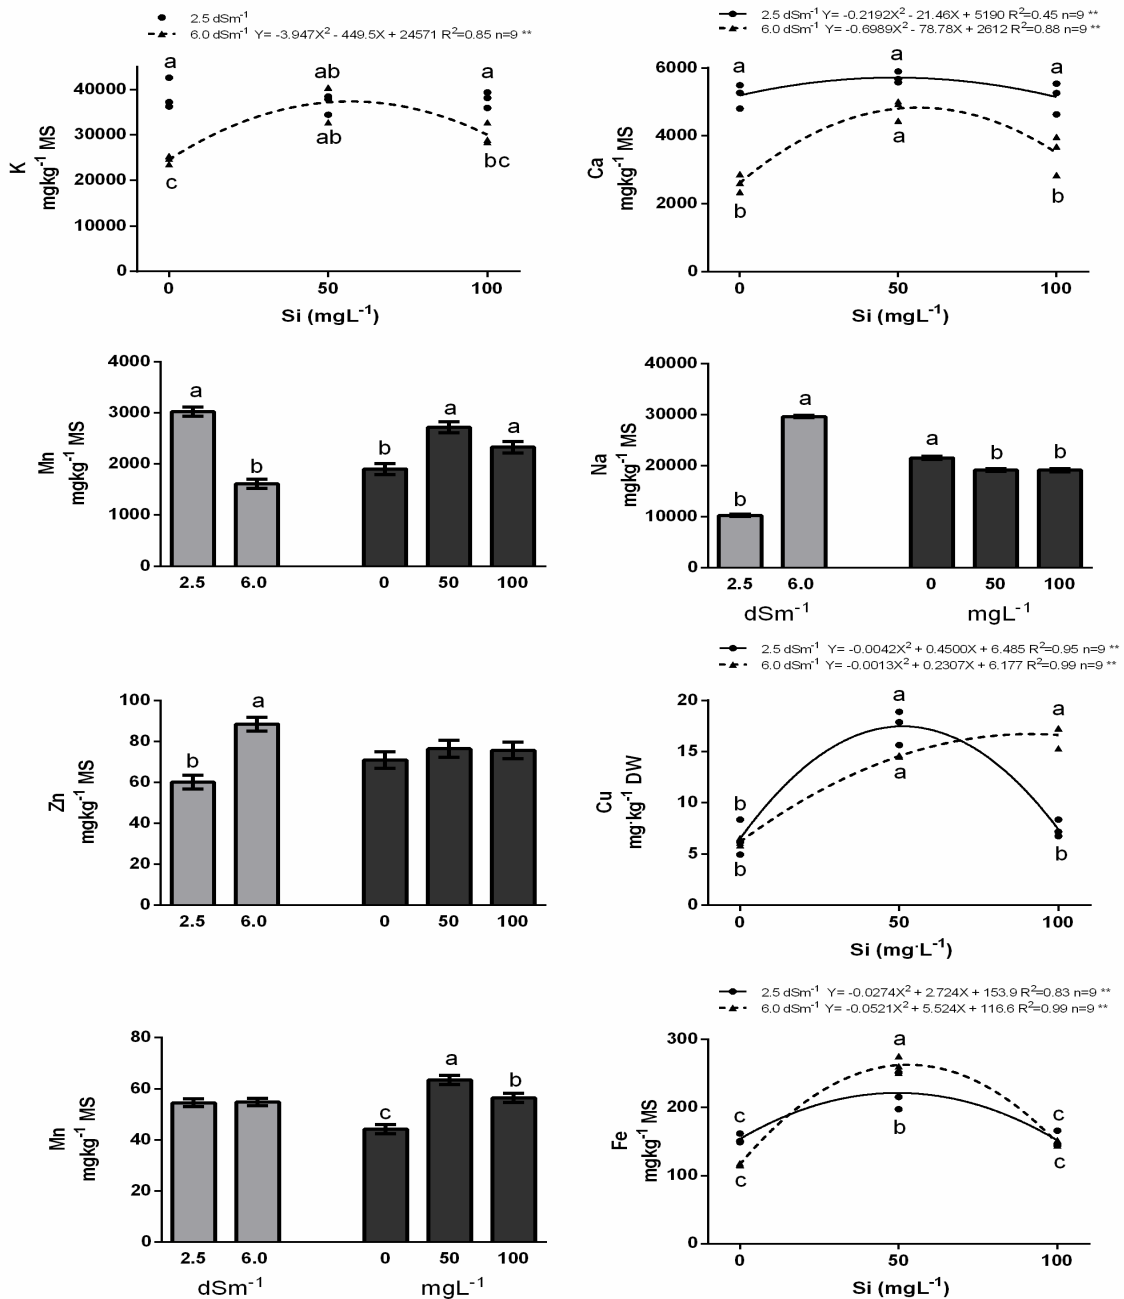 2.5 dSm-1
6.0 dSm-1 Y= -3.947X2 - 449.5X + 24571 R2=0.85 n=9 **
K
mgkg-1 MS
40000
30000
20000
10000
0
a
ab
a
ab
c
bc
0 50 100
Si (mgL-1)
2.5 dSm-1 Y= -0.2192X2 - 21.46X + 5190 R2=0.45 n=9 **
6.0 dSm-1 Y= -0.6989X2 - 78.78X + 2612 R2=0.88 n=9 **
Ca
mgkg-1 MS
6000
4000
2000
0
a
a
a
a
b
b
0 50 100
Si (mgL-1)
Mn
mgkg-1 MS
4000
3000
2000
1000
0
a
b
b
a
a
2.5 6.0 0 50 100
Na
mgkg-1 MS
40000
30000
20000
10000
0
b
a
a
b
b
2.5 6.0 0 50 100
dSm-1 mgL-1
Zn
mgkg-1 MS
100
80
60
40
20
0
b
a
2.5 6.0 0 50 100
2.5 dSm-1 Y= -0.0042X2 + 0.4500X + 6.485 R2=0.95 n=9 **
6.0 dSm-1 Y= -0.0013X2 + 0.2307X + 6.177 R2=0.99 n=9 **
Cu
mg·kg-1 DW
20
15
10
5
0
a
a
a
b
b
b
0 50 100
Si (mg·L-1)
Mn
mgkg-1 MS
80
60
40
20
0
c
a
b
2.5 6.0 0 50 100
dSm-1 mgL-1
2.5 dSm-1 Y= -0.0274X2 + 2.724X + 153.9 R2=0.83 n=9 **
6.0 dSm-1 Y= -0.0521X2 + 5.524X + 116.6 R2=0.99 n=9 **
Fe
mgkg-1 MS
300
200
100
0
a
c
c
b
c
c
0 50 100
Si (mgL-1)